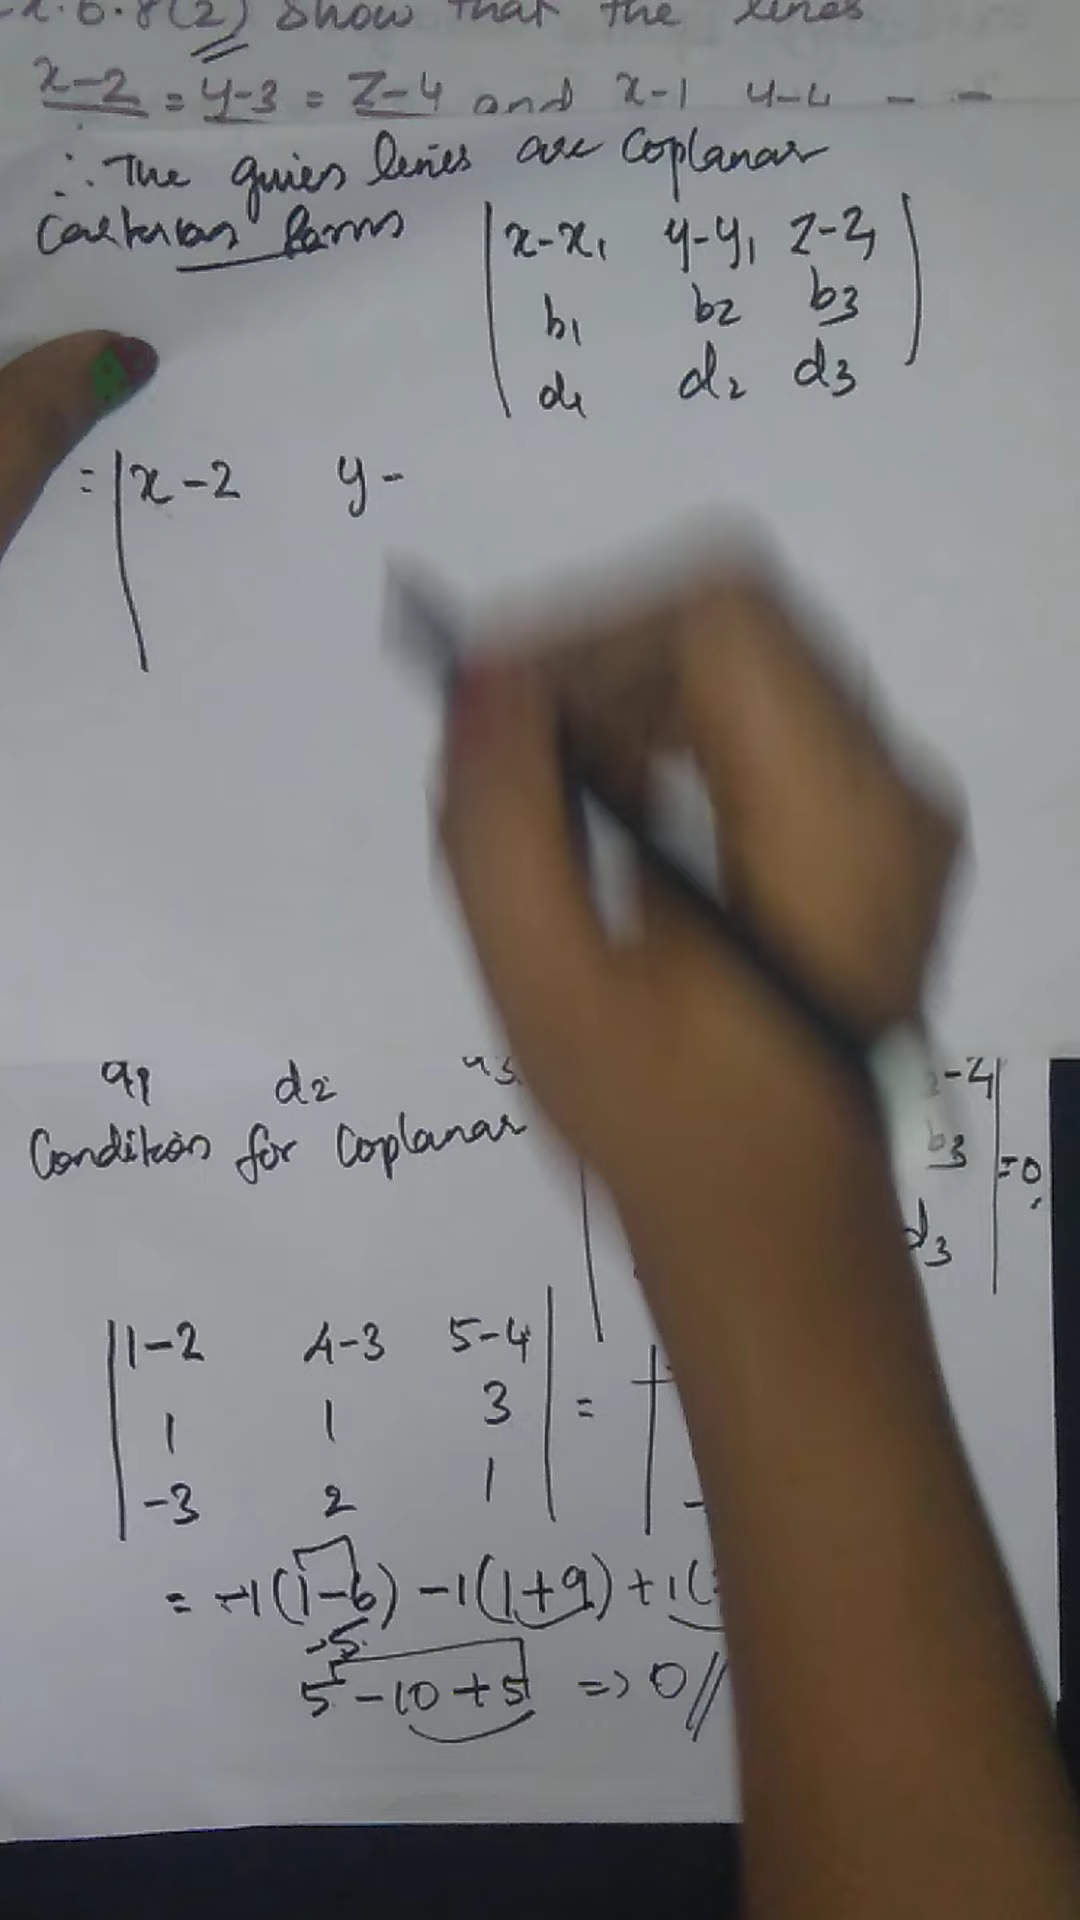 6.8(2) Show that the lines
x-2 = y-3 = z-4 and x-1 y-4 - -
∴ The given lines are Coplanar
Cartesian form | x-x₁ y-y₁ z-z₁ |
b₁ b₂ b₃
d₁ d₂ d₃
= | x-2 y-
d₂
Condition for Coplanar
b₃ | =0
d₃
| 1-2 4-3 5-4 |
1 1 3 =
-3 2 1
= -1(1-6) -1(1+9) +1(
-5
5 -10 +5 => 0//